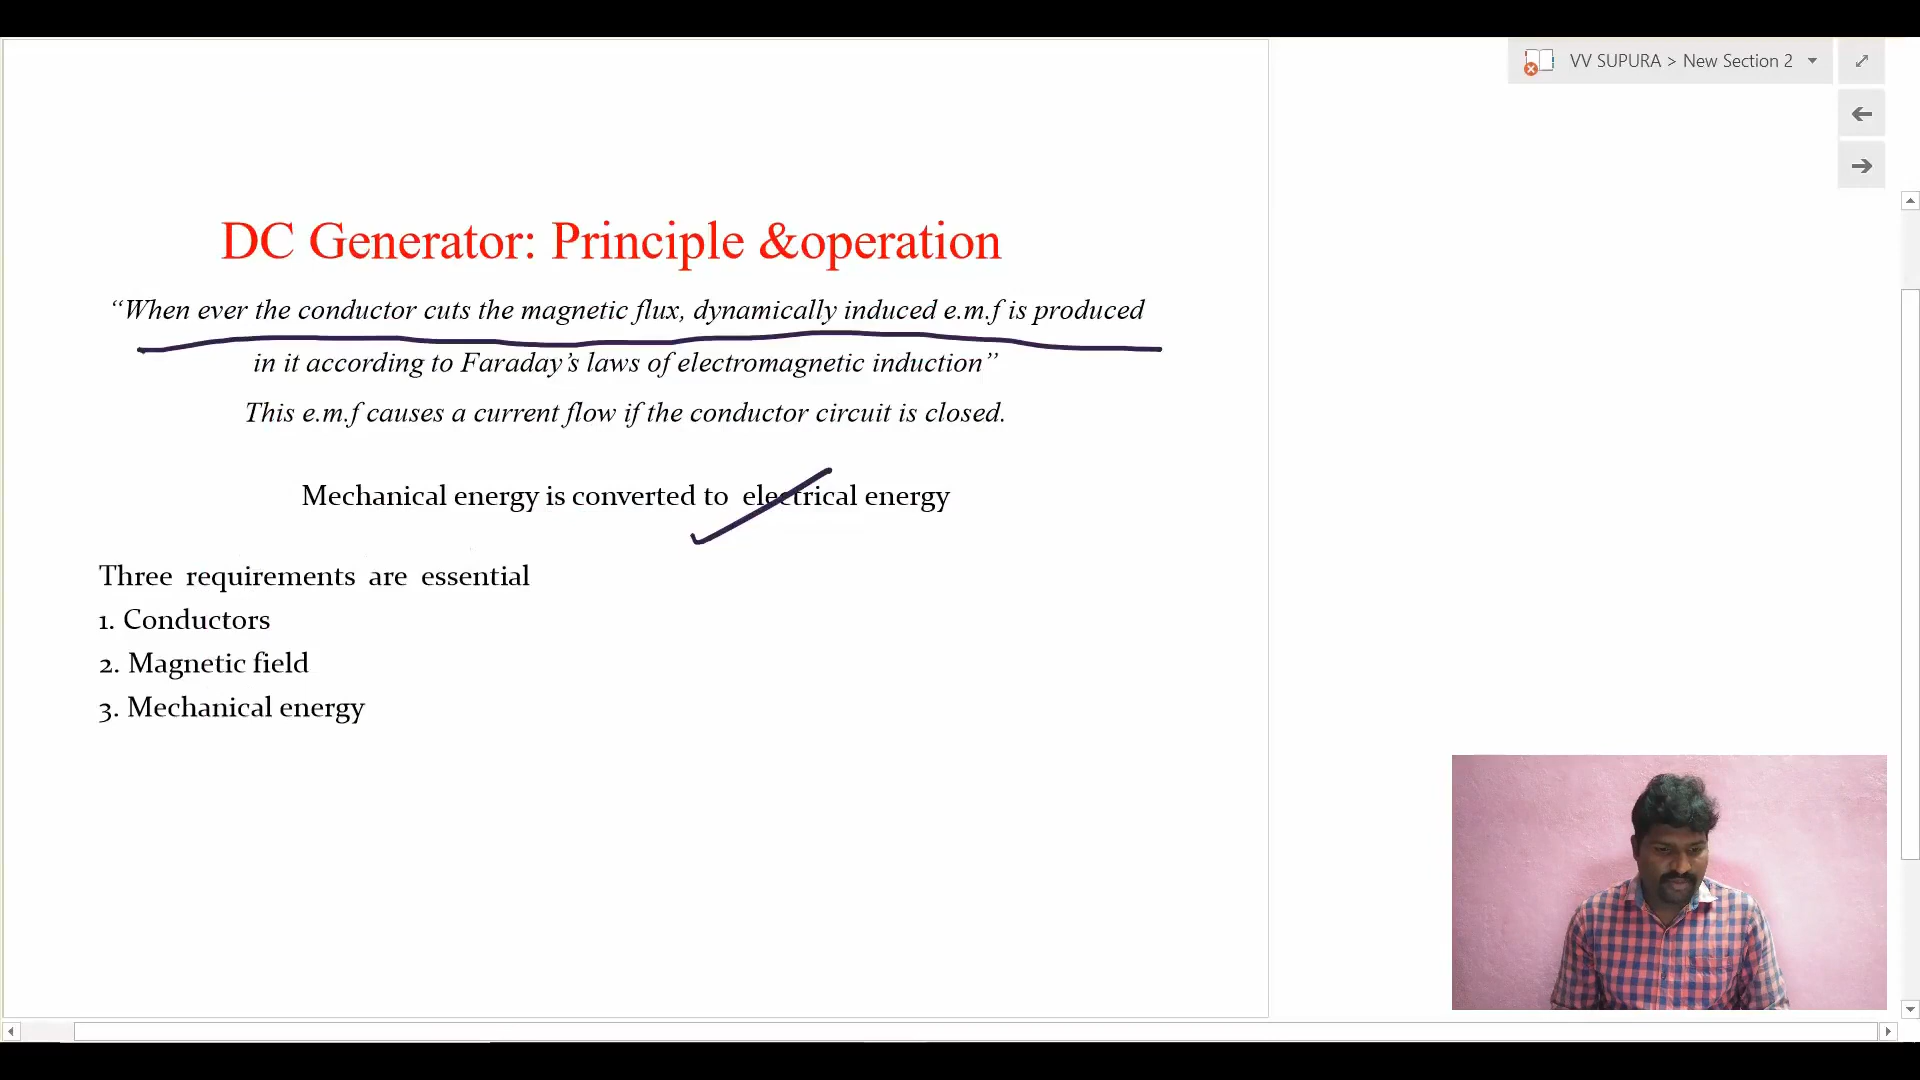 VV SUPURA > New Section 2
DC Generator: Principle &operation
“When ever the conductor cuts the magnetic flux, dynamically induced e.m.f is produced
in it according to Faraday’s laws of electromagnetic induction”
This e.m.f causes a current flow if the conductor circuit is closed.
Mechanical energy is converted to electrical energy
Three requirements are essential
1. Conductors
2. Magnetic field
3. Mechanical energy